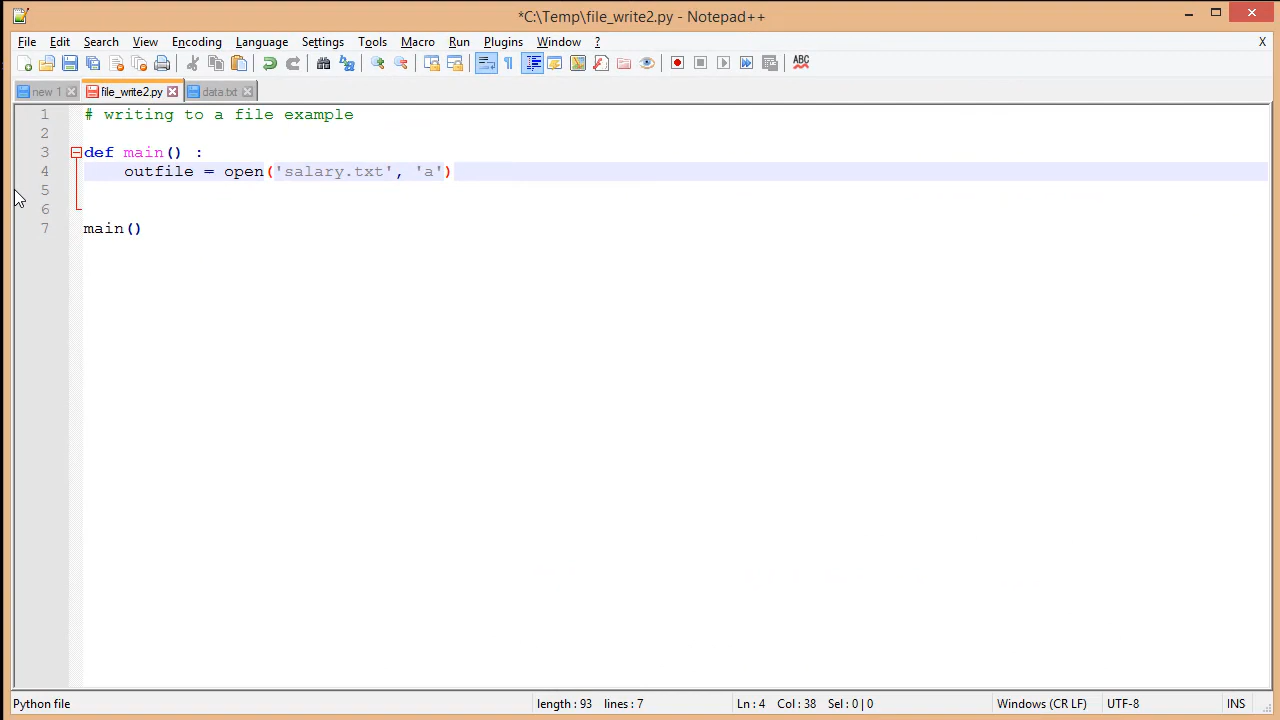 *C:\Temp\file_write2.py - Notepad++
File Edit Search View Encoding Language Settings Tools Macro Run Plugins Window ? X
ABC
new 1 file_write2.py data.txt
1 # writing to a file example
2
3 def main() :
4 outfile = open('salary.txt', 'a')
5
6
7 main()
Python file length : 93 lines : 7 Ln : 4 Col : 38 Sel : 0 | 0 Windows (CR LF) UTF-8 INS